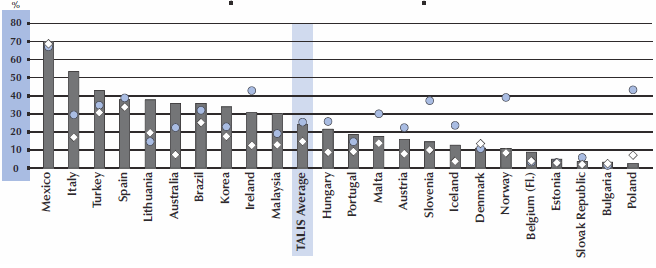 %
80
70
60
50
40
30
20
10
0
Mexico
Italy
Turkey
Spain
Lithuania
Australia
Brazil
Korea
Ireland
Malaysia
TALIS Average
Hungary
Portugal
Malta
Austria
Slovenia
Iceland
Denmark
Norway
Belgium (Fl.)
Estonia
Slovak Republic
Bulgaria
Poland